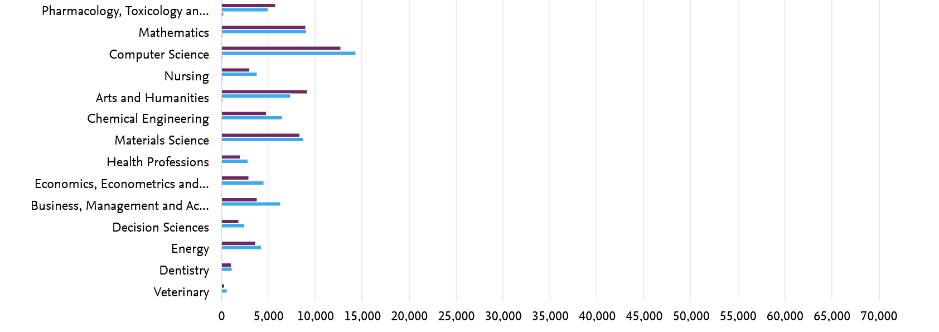 Pharmacology, Toxicology an...
Mathematics
Computer Science
Nursing
Arts and Humanities
Chemical Engineering
Materials Science
Health Professions
Economics, Econometrics and...
Business, Management and Ac...
Decision Sciences
Energy
Dentistry
Veterinary
0 5,000 10,000 15,000 20,000 25,000 30,000 35,000 40,000 45,000 50,000 55,000 60,000 65,000 70,000